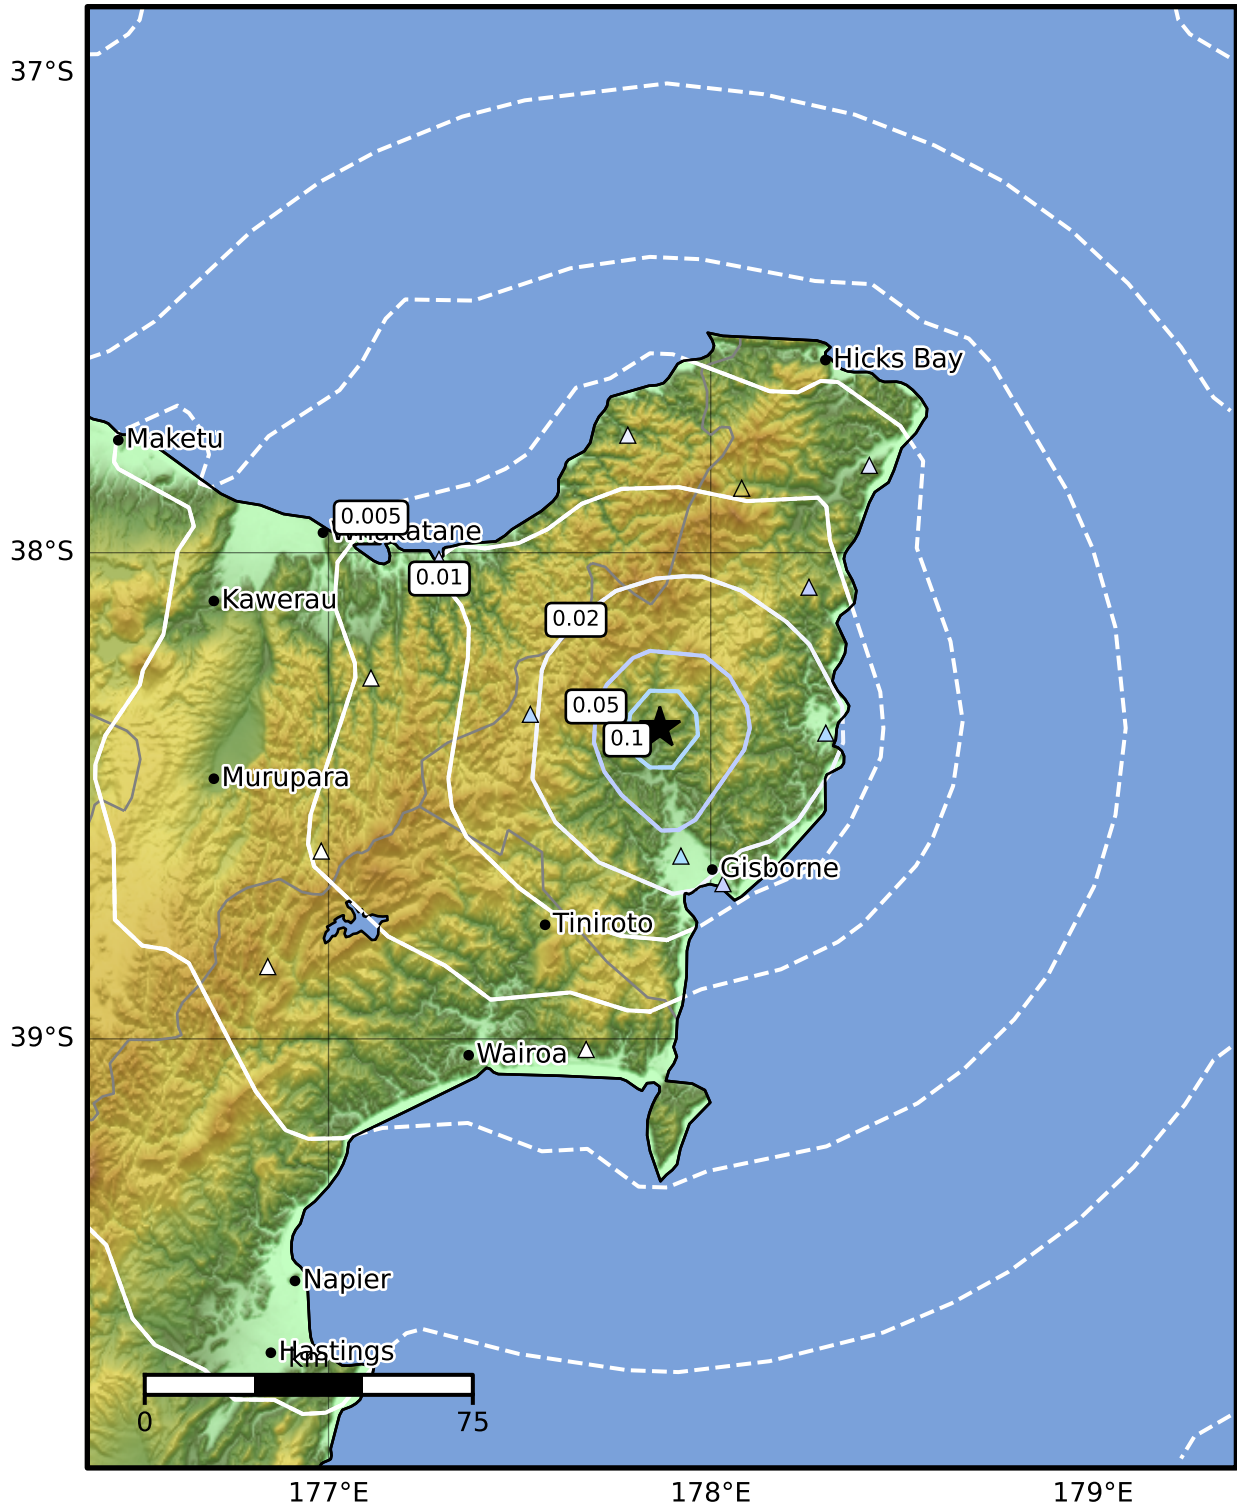 37°S
Hicks Bay
Maketu
0.005
Whakatane
38°S
0.01
Kawerau
0.02
0.05
0.1
Murupara
Gisborne
Tiniroto
39°S
Wairoa
Napier
Hastings
km
0
75
177°E
178°E
179°E